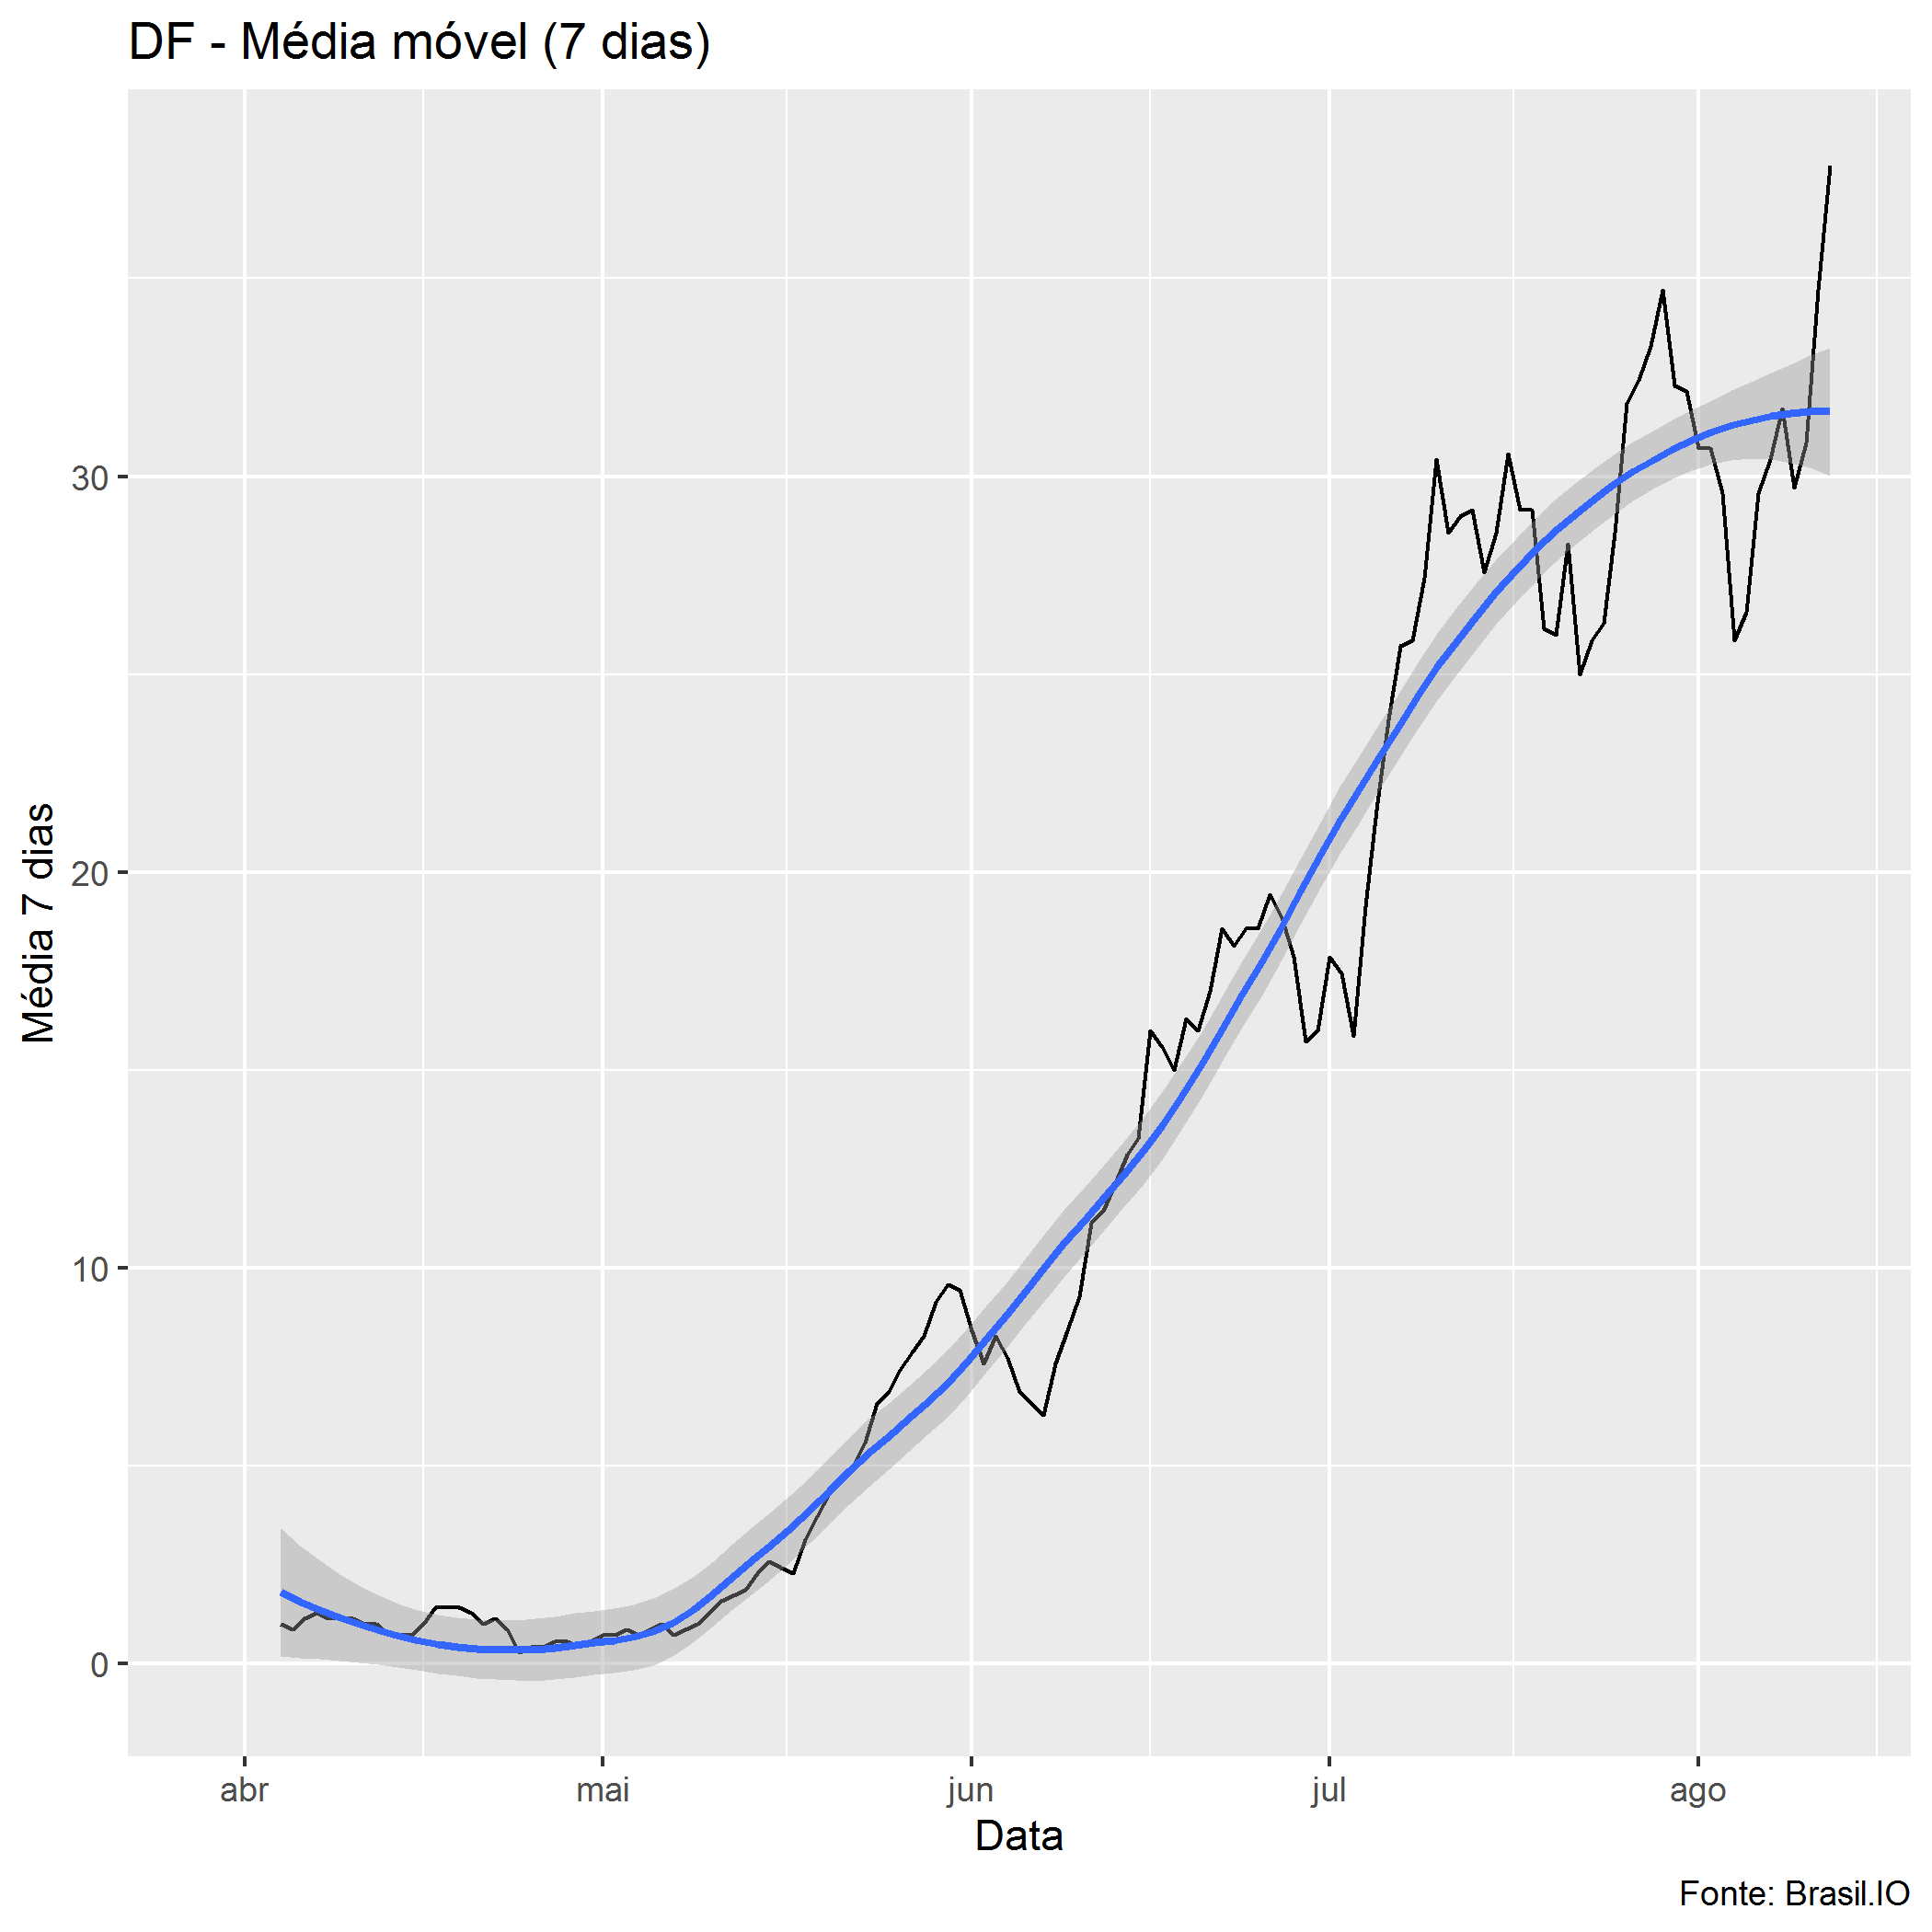 DF - Média móvel (7 dias)
Média 7 dias
30
20
10
0
abr mai jun jul ago
Data
Fonte: Brasil.IO